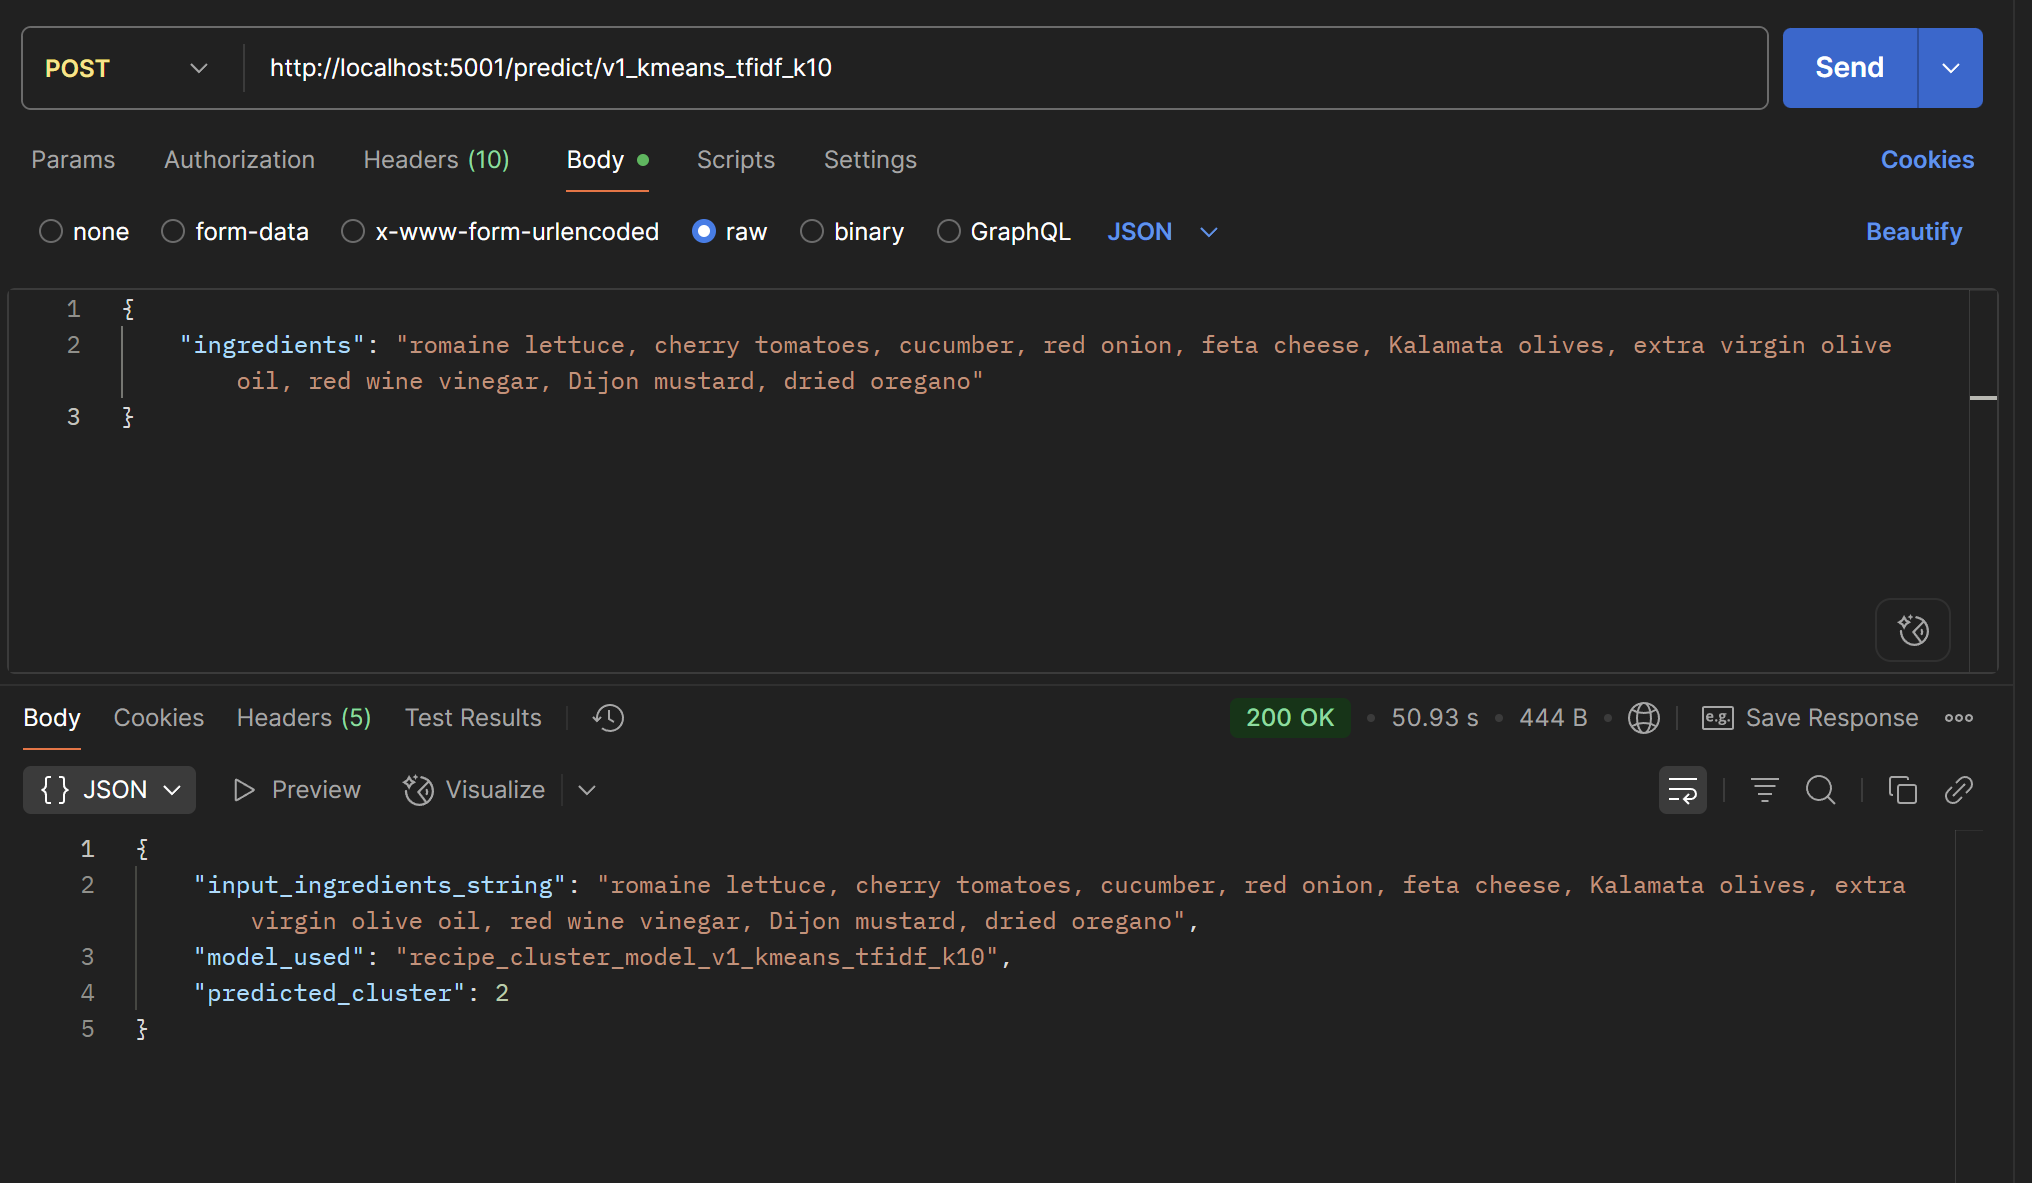 POST http://localhost:5001/predict/v1_kmeans_tfidf_k10 Send
Params Authorization Headers (10) Body Scripts Settings Cookies
none form-data x-www-form-urlencoded raw binary GraphQL JSON Beautify
1 {
2 "ingredients": "romaine lettuce, cherry tomatoes, cucumber, red onion, feta cheese, Kalamata olives, extra virgin olive
oil, red wine vinegar, Dijon mustard, dried oregano"
3 }
Body Cookies Headers (5) Test Results 200 OK • 50.93 s • 444 B • e.g. Save Response
{} JSON Preview Visualize
1 {
2 "input_ingredients_string": "romaine lettuce, cherry tomatoes, cucumber, red onion, feta cheese, Kalamata olives, extra
virgin olive oil, red wine vinegar, Dijon mustard, dried oregano",
3 "model_used": "recipe_cluster_model_v1_kmeans_tfidf_k10",
4 "predicted_cluster": 2
5 }